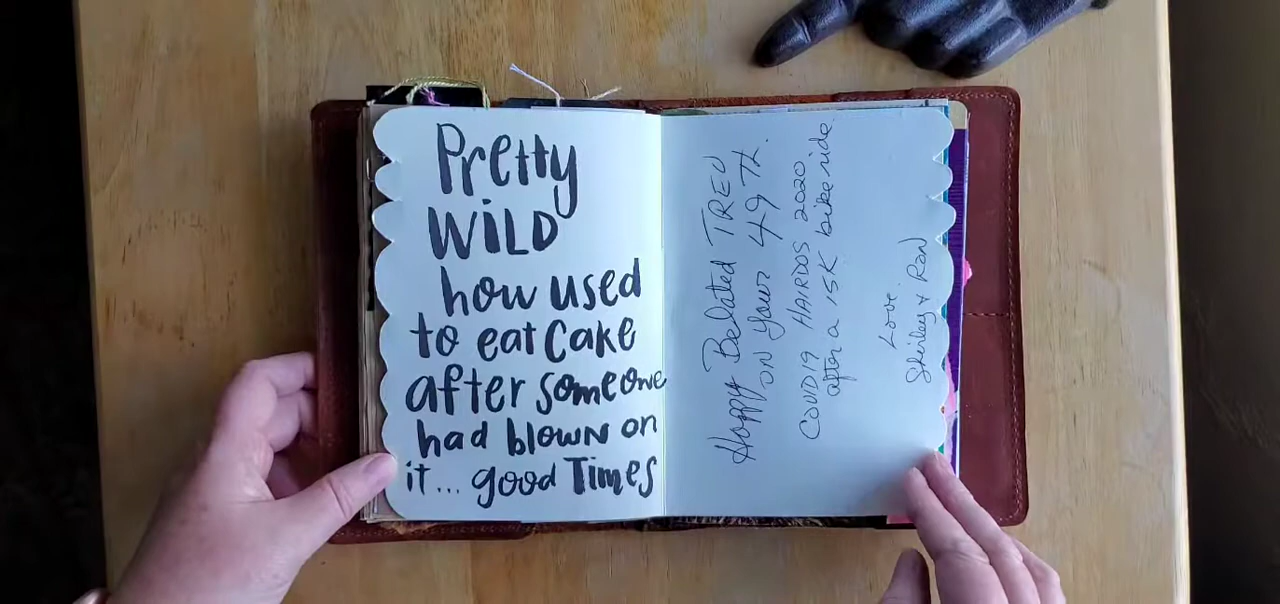 Pretty
WILD
how used
to eat cake
after someone
had blown on
it... good Times
Happy Belated TREV
ON your 49TH.
COVID19 HAIRDOS 2020
after a 15K bike ride.
Love
Shirley & Ron